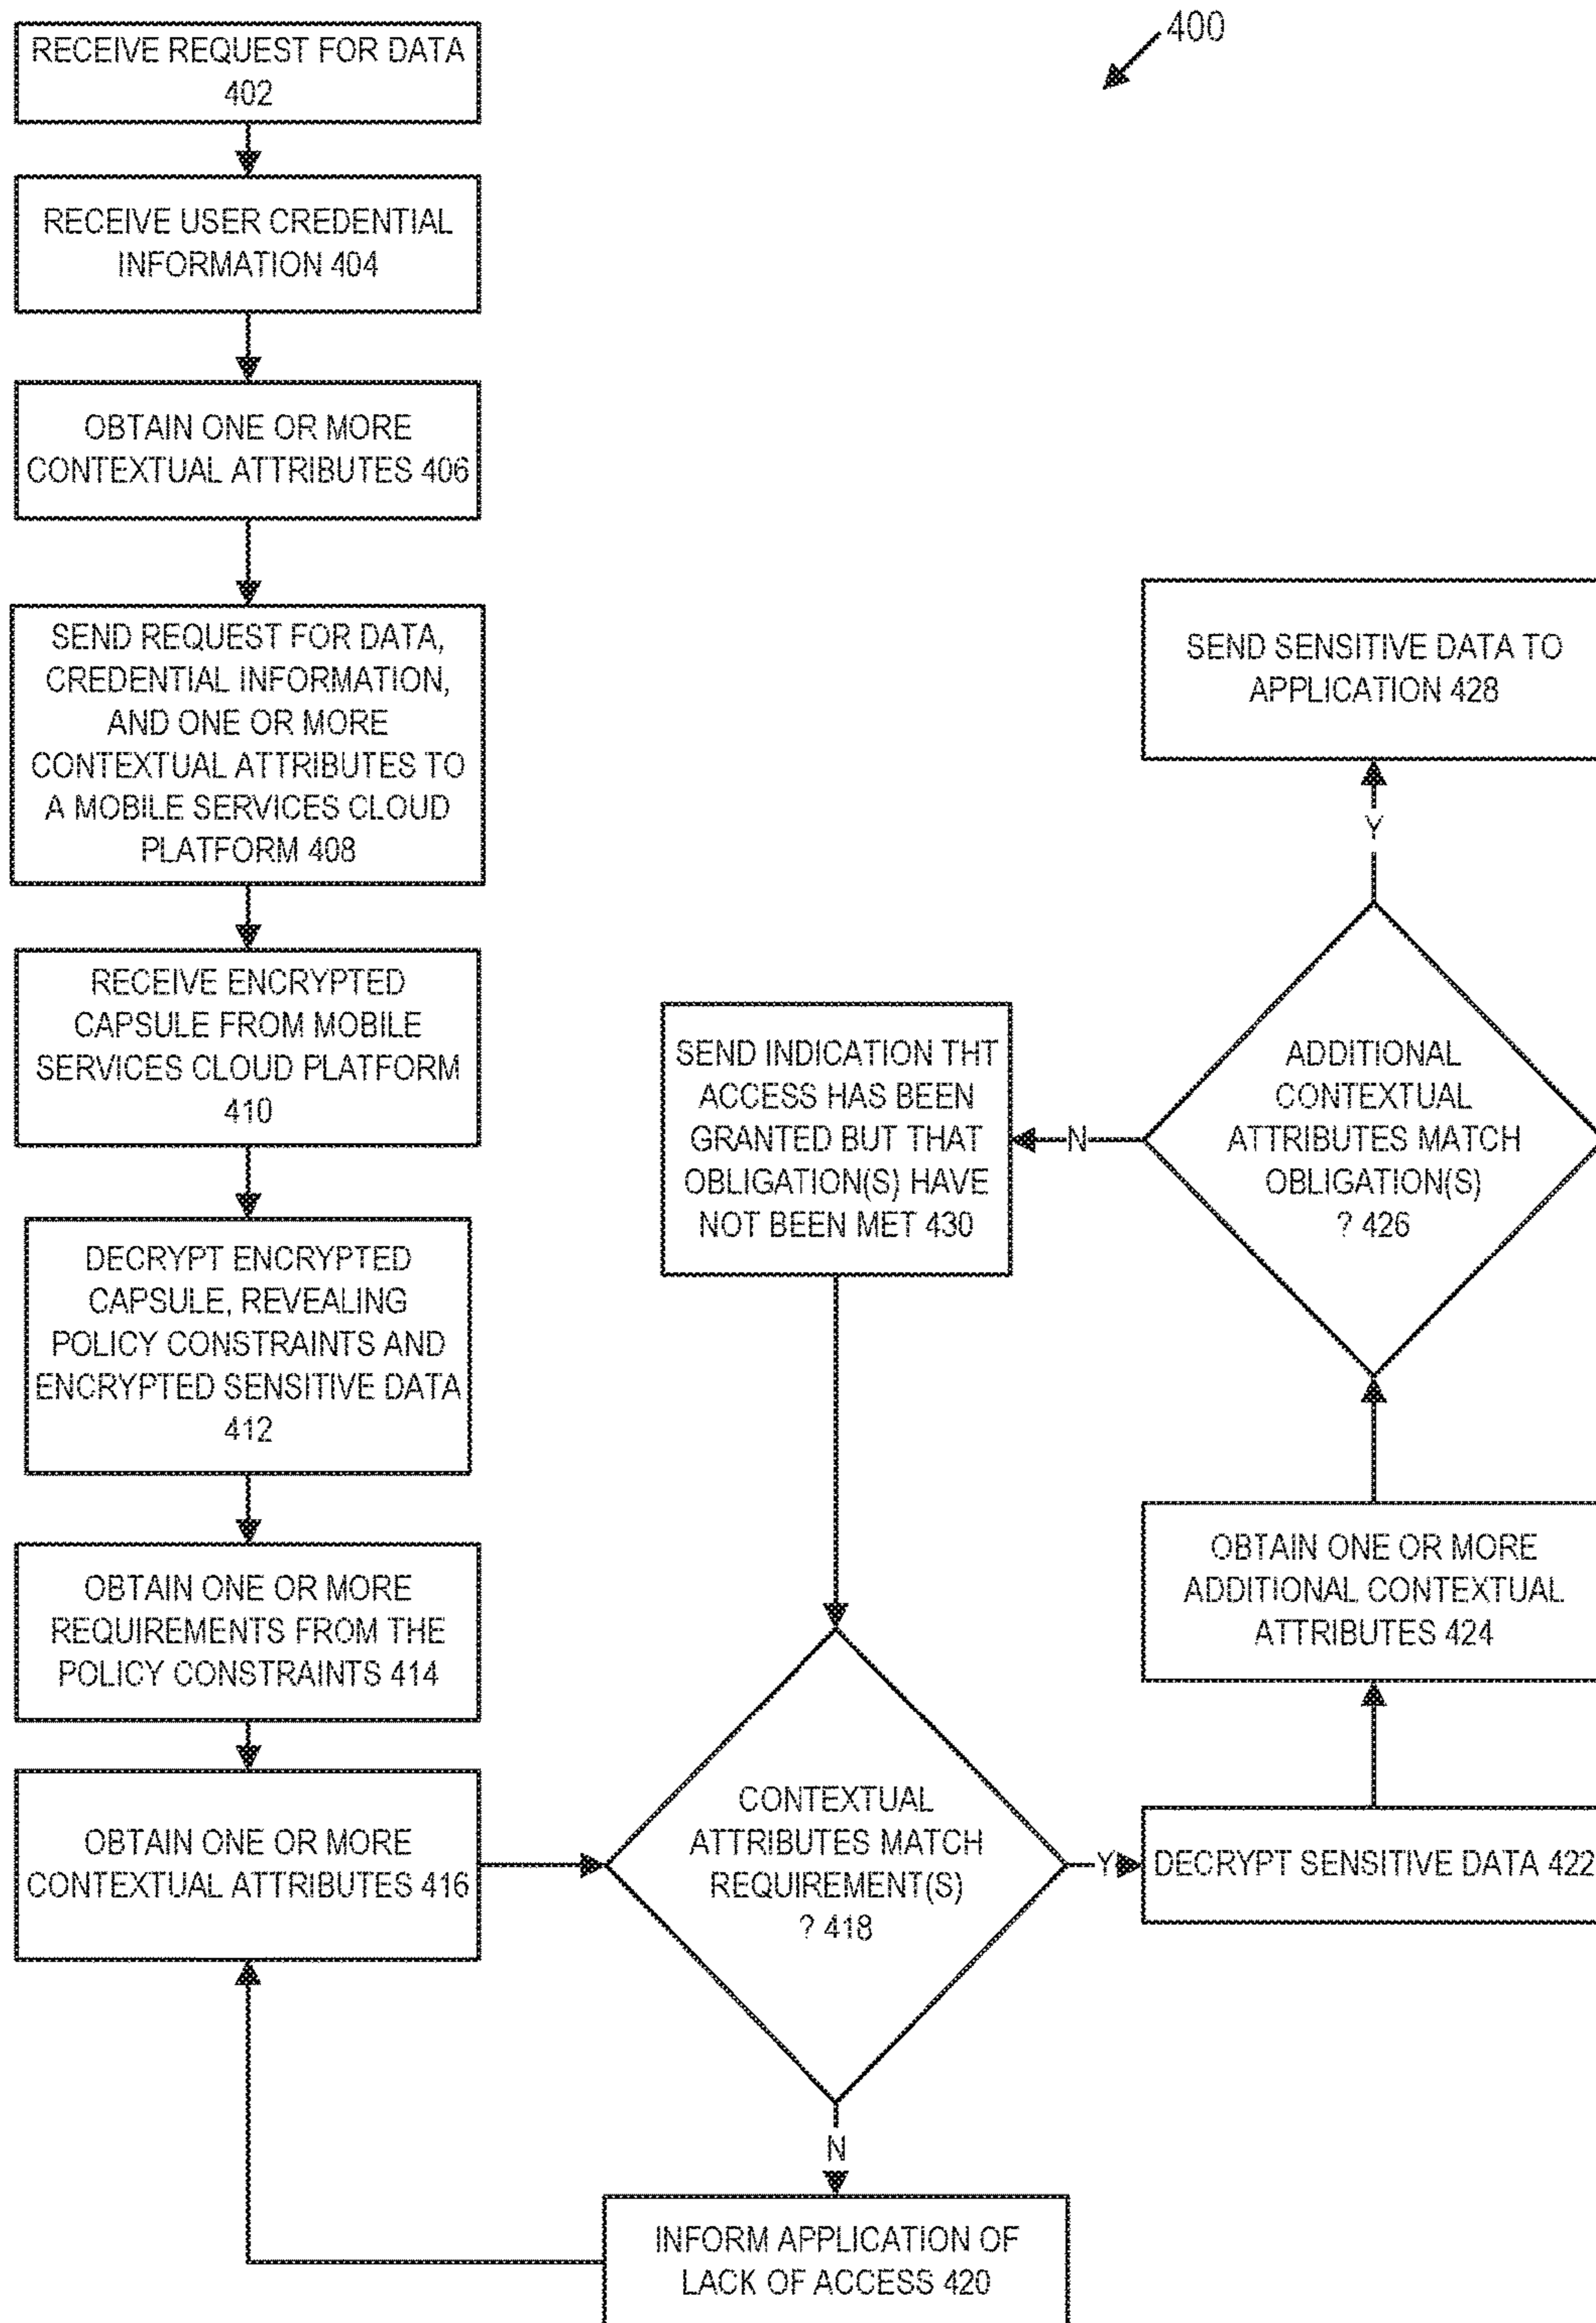 400
RECEIVE REQUEST FOR DATA
402
RECEIVE USER CREDENTIAL
INFORMATION 404
OBTAIN ONE OR MORE
CONTEXTUAL ATTRIBUTES 406
SEND REQUEST FOR DATA,
CREDENTIAL INFORMATION,
AND ONE OR MORE
CONTEXTUAL ATTRIBUTES TO
A MOBILE SERVICES CLOUD
PLATFORM 408
RECEIVE ENCRYPTED
CAPSULE FROM MOBILE
SERVICES CLOUD PLATFORM
410
DECRYPT ENCRYPTED
CAPSULE, REVEALING
POLICY CONSTRAINTS AND
ENCRYPTED SENSITIVE DATA
412
OBTAIN ONE OR MORE
REQUIREMENTS FROM THE
POLICY CONSTRAINTS 414
OBTAIN ONE OR MORE
CONTEXTUAL ATTRIBUTES 416
CONTEXTUAL
ATTRIBUTES MATCH
REQUIREMENT(S)
? 418
N
INFORM APPLICATION OF
LACK OF ACCESS 420
Y
DECRYPT SENSITIVE DATA 422
OBTAIN ONE OR MORE
ADDITIONAL CONTEXTUAL
ATTRIBUTES 424
ADDITIONAL
CONTEXTUAL
ATTRIBUTES MATCH
OBLIGATION(S)
? 426
Y
SEND SENSITIVE DATA TO
APPLICATION 428
N
SEND INDICATION THT
ACCESS HAS BEEN
GRANTED BUT THAT
OBLIGATION(S) HAVE
NOT BEEN MET 430